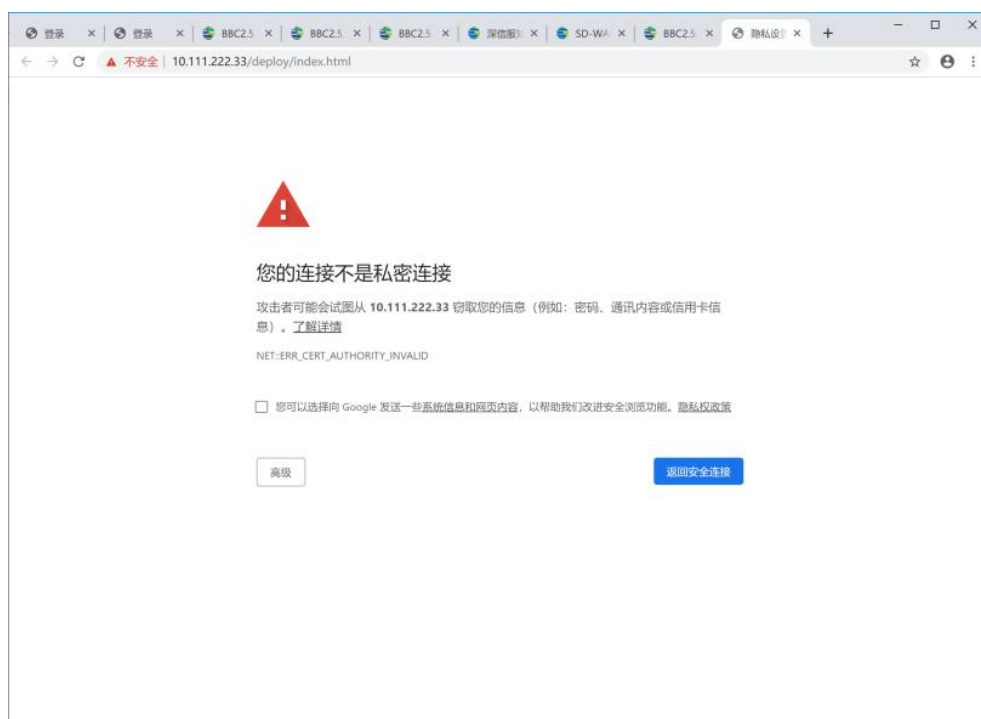 登录
登录
BBC2.5
BBC2.5
BBC2.5
深信服
SD-WA
BBC2.5
隐私设
不安全 | 10.111.222.33/deploy/index.html
您的连接不是私密连接
攻击者可能会试图从 10.111.222.33 窃取您的信息（例如：密码、通讯内容或信用卡信
息）。了解详情
NET::ERR_CERT_AUTHORITY_INVALID
您可以选择向 Google 发送一些系统信息和网页内容，以帮助我们改进安全浏览功能。隐私权政策
高级
返回安全连接